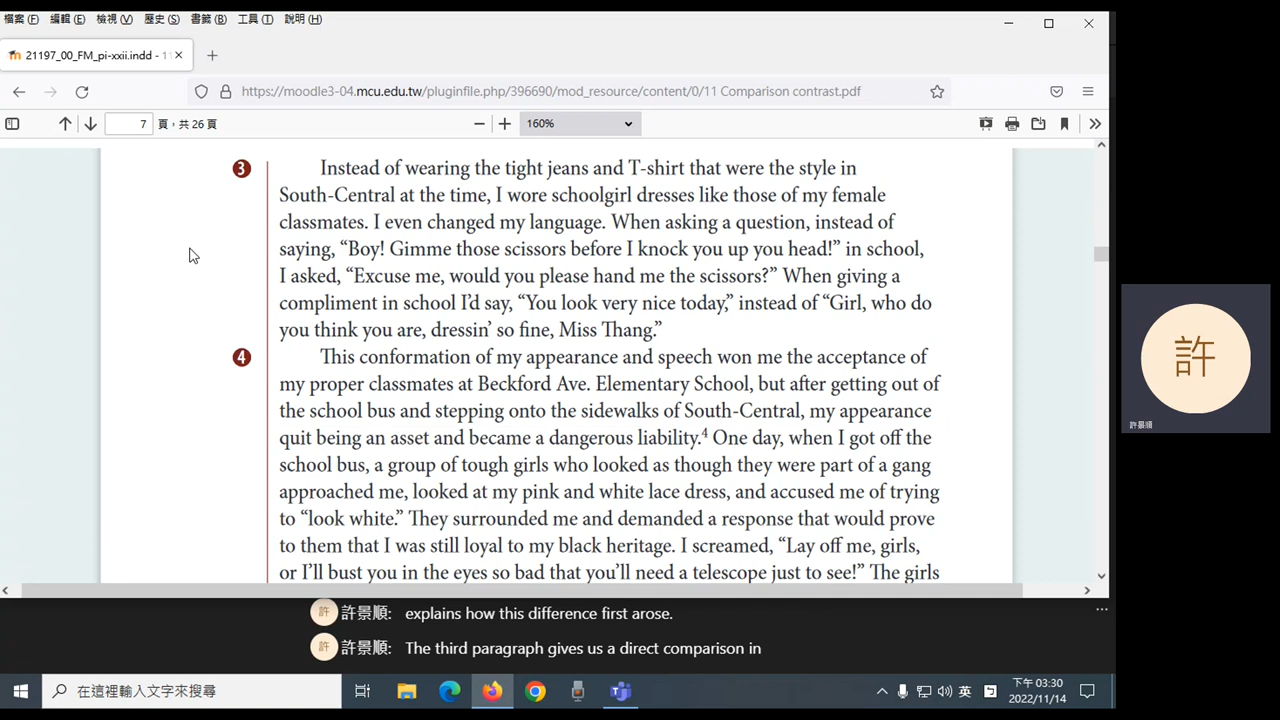 檔案(F) 編輯(E) 檢視(V) 歷史(S) 書籤(B) 工具(T) 說明(H)
21197_00_FM_pi-xxii.indd - 11
https://moodle3-04.mcu.edu.tw/pluginfile.php/396690/mod_resource/content/0/11 Comparison contrast.pdf
7 頁，共 26 頁 160%
3 Instead of wearing the tight jeans and T-shirt that were the style in
South-Central at the time, I wore schoolgirl dresses like those of my female
classmates. I even changed my language. When asking a question, instead of
saying, “Boy! Gimme those scissors before I knock you up you head!” in school,
I asked, “Excuse me, would you please hand me the scissors?” When giving a
compliment in school I’d say, “You look very nice today,” instead of “Girl, who do
you think you are, dressin’ so fine, Miss Thang.”
4 This conformation of my appearance and speech won me the acceptance of
my proper classmates at Beckford Ave. Elementary School, but after getting out of
the school bus and stepping onto the sidewalks of South-Central, my appearance
quit being an asset and became a dangerous liability.4 One day, when I got off the
school bus, a group of tough girls who looked as though they were part of a gang
approached me, looked at my pink and white lace dress, and accused me of trying
to “look white.” They surrounded me and demanded a response that would prove
to them that I was still loyal to my black heritage. I screamed, “Lay off me, girls,
or I’ll bust you in the eyes so bad that you’ll need a telescope just to see!” The girls
許
許景順
許 許景順: explains how this difference first arose.
許 許景順: The third paragraph gives us a direct comparison in
在這裡輸入文字來搜尋
英
下午 03:30
2022/11/14